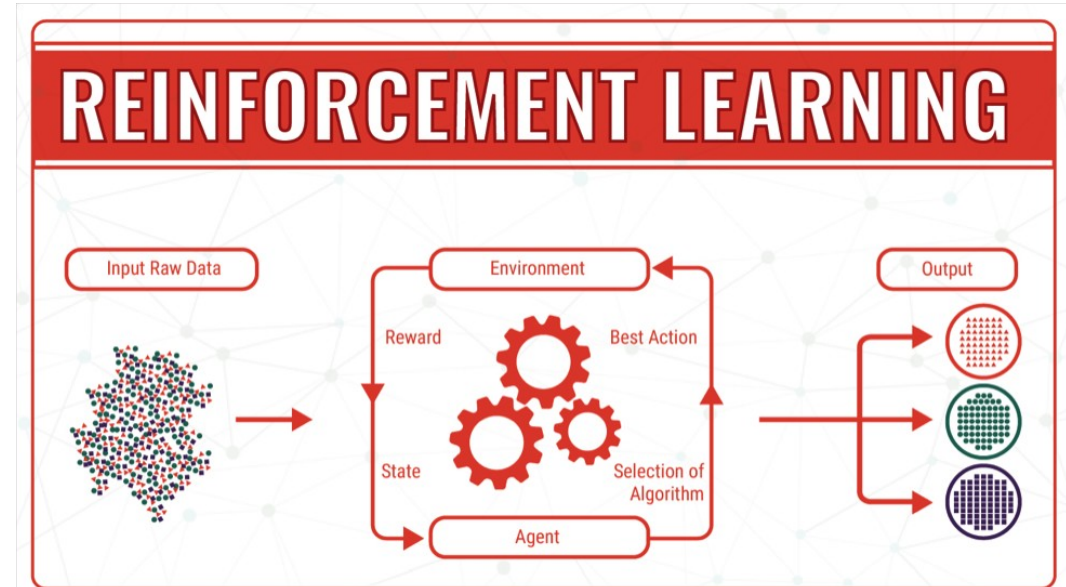 REINFORCEMENT LEARNING
Input Raw Data
Environment
Output
Reward
Best Action
State
Selection of
Algorithm
Agent